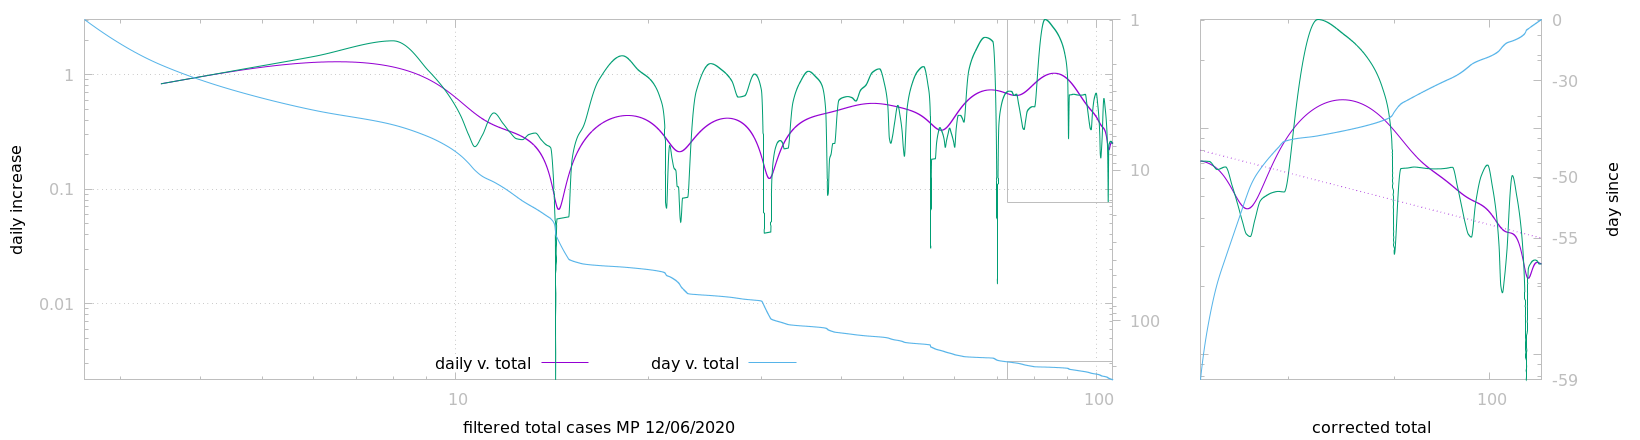 daily increase
1
0.1
0.01
daily v. total
day v. total
10
100
filtered total cases MP 12/06/2020
1
10
100
0
-30
-50
-55
-59
day since
100
corrected total